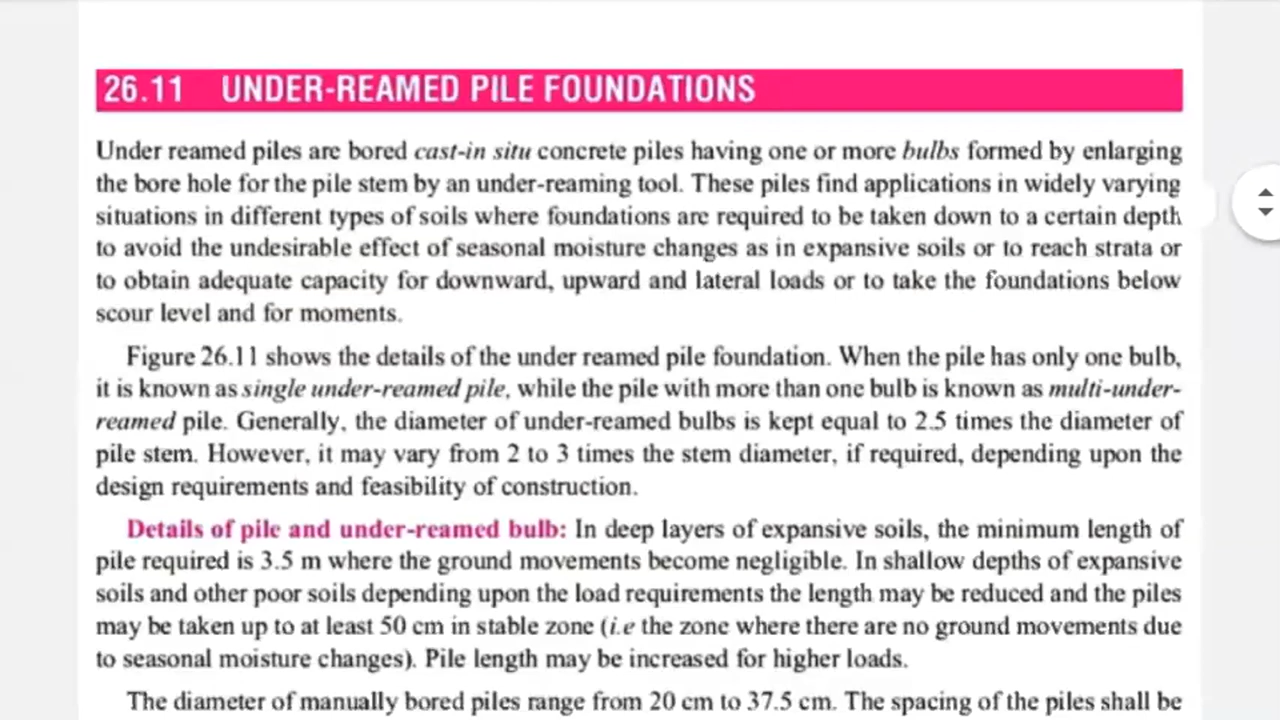 26.11 UNDER-REAMED PILE FOUNDATIONS
Under reamed piles are bored cast-in situ concrete piles having one or more bulbs formed by enlarging
the bore hole for the pile stem by an under-reaming tool. These piles find applications in widely varying
situations in different types of soils where foundations are required to be taken down to a certain depth
to avoid the undesirable effect of seasonal moisture changes as in expansive soils or to reach strata or
to obtain adequate capacity for downward, upward and lateral loads or to take the foundations below
scour level and for moments.
Figure 26.11 shows the details of the under reamed pile foundation. When the pile has only one bulb,
it is known as single under-reamed pile, while the pile with more than one bulb is known as multi-under-
reamed pile. Generally, the diameter of under-reamed bulbs is kept equal to 2.5 times the diameter of
pile stem. However, it may vary from 2 to 3 times the stem diameter, if required, depending upon the
design requirements and feasibility of construction.
Details of pile and under-reamed bulb: In deep layers of expansive soils, the minimum length of
pile required is 3.5 m where the ground movements become negligible. In shallow depths of expansive
soils and other poor soils depending upon the load requirements the length may be reduced and the piles
may be taken up to at least 50 cm in stable zone (i.e the zone where there are no ground movements due
to seasonal moisture changes). Pile length may be increased for higher loads.
The diameter of manually bored piles range from 20 cm to 37.5 cm. The spacing of the piles shall be